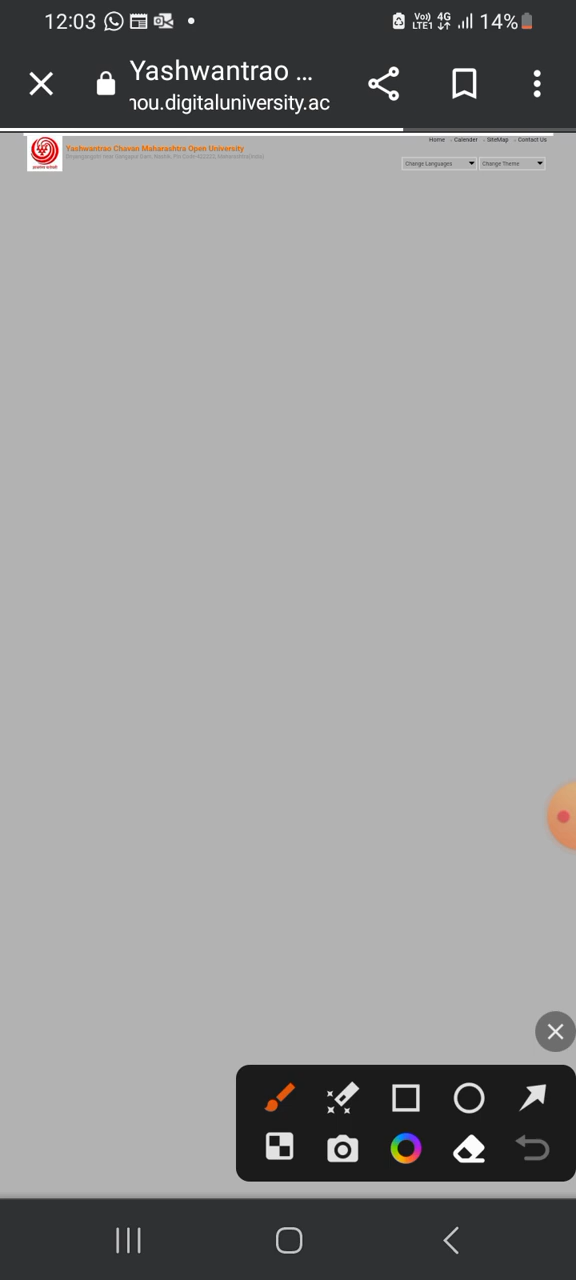 12:03
Vo)) 4G 14%
LTE1
Yashwantrao ...
nou.digitaluniversity.ac
Home Calender SiteMap Contact Us
Yashwantrao Chavan Maharashtra Open University
Change Languages Change Theme